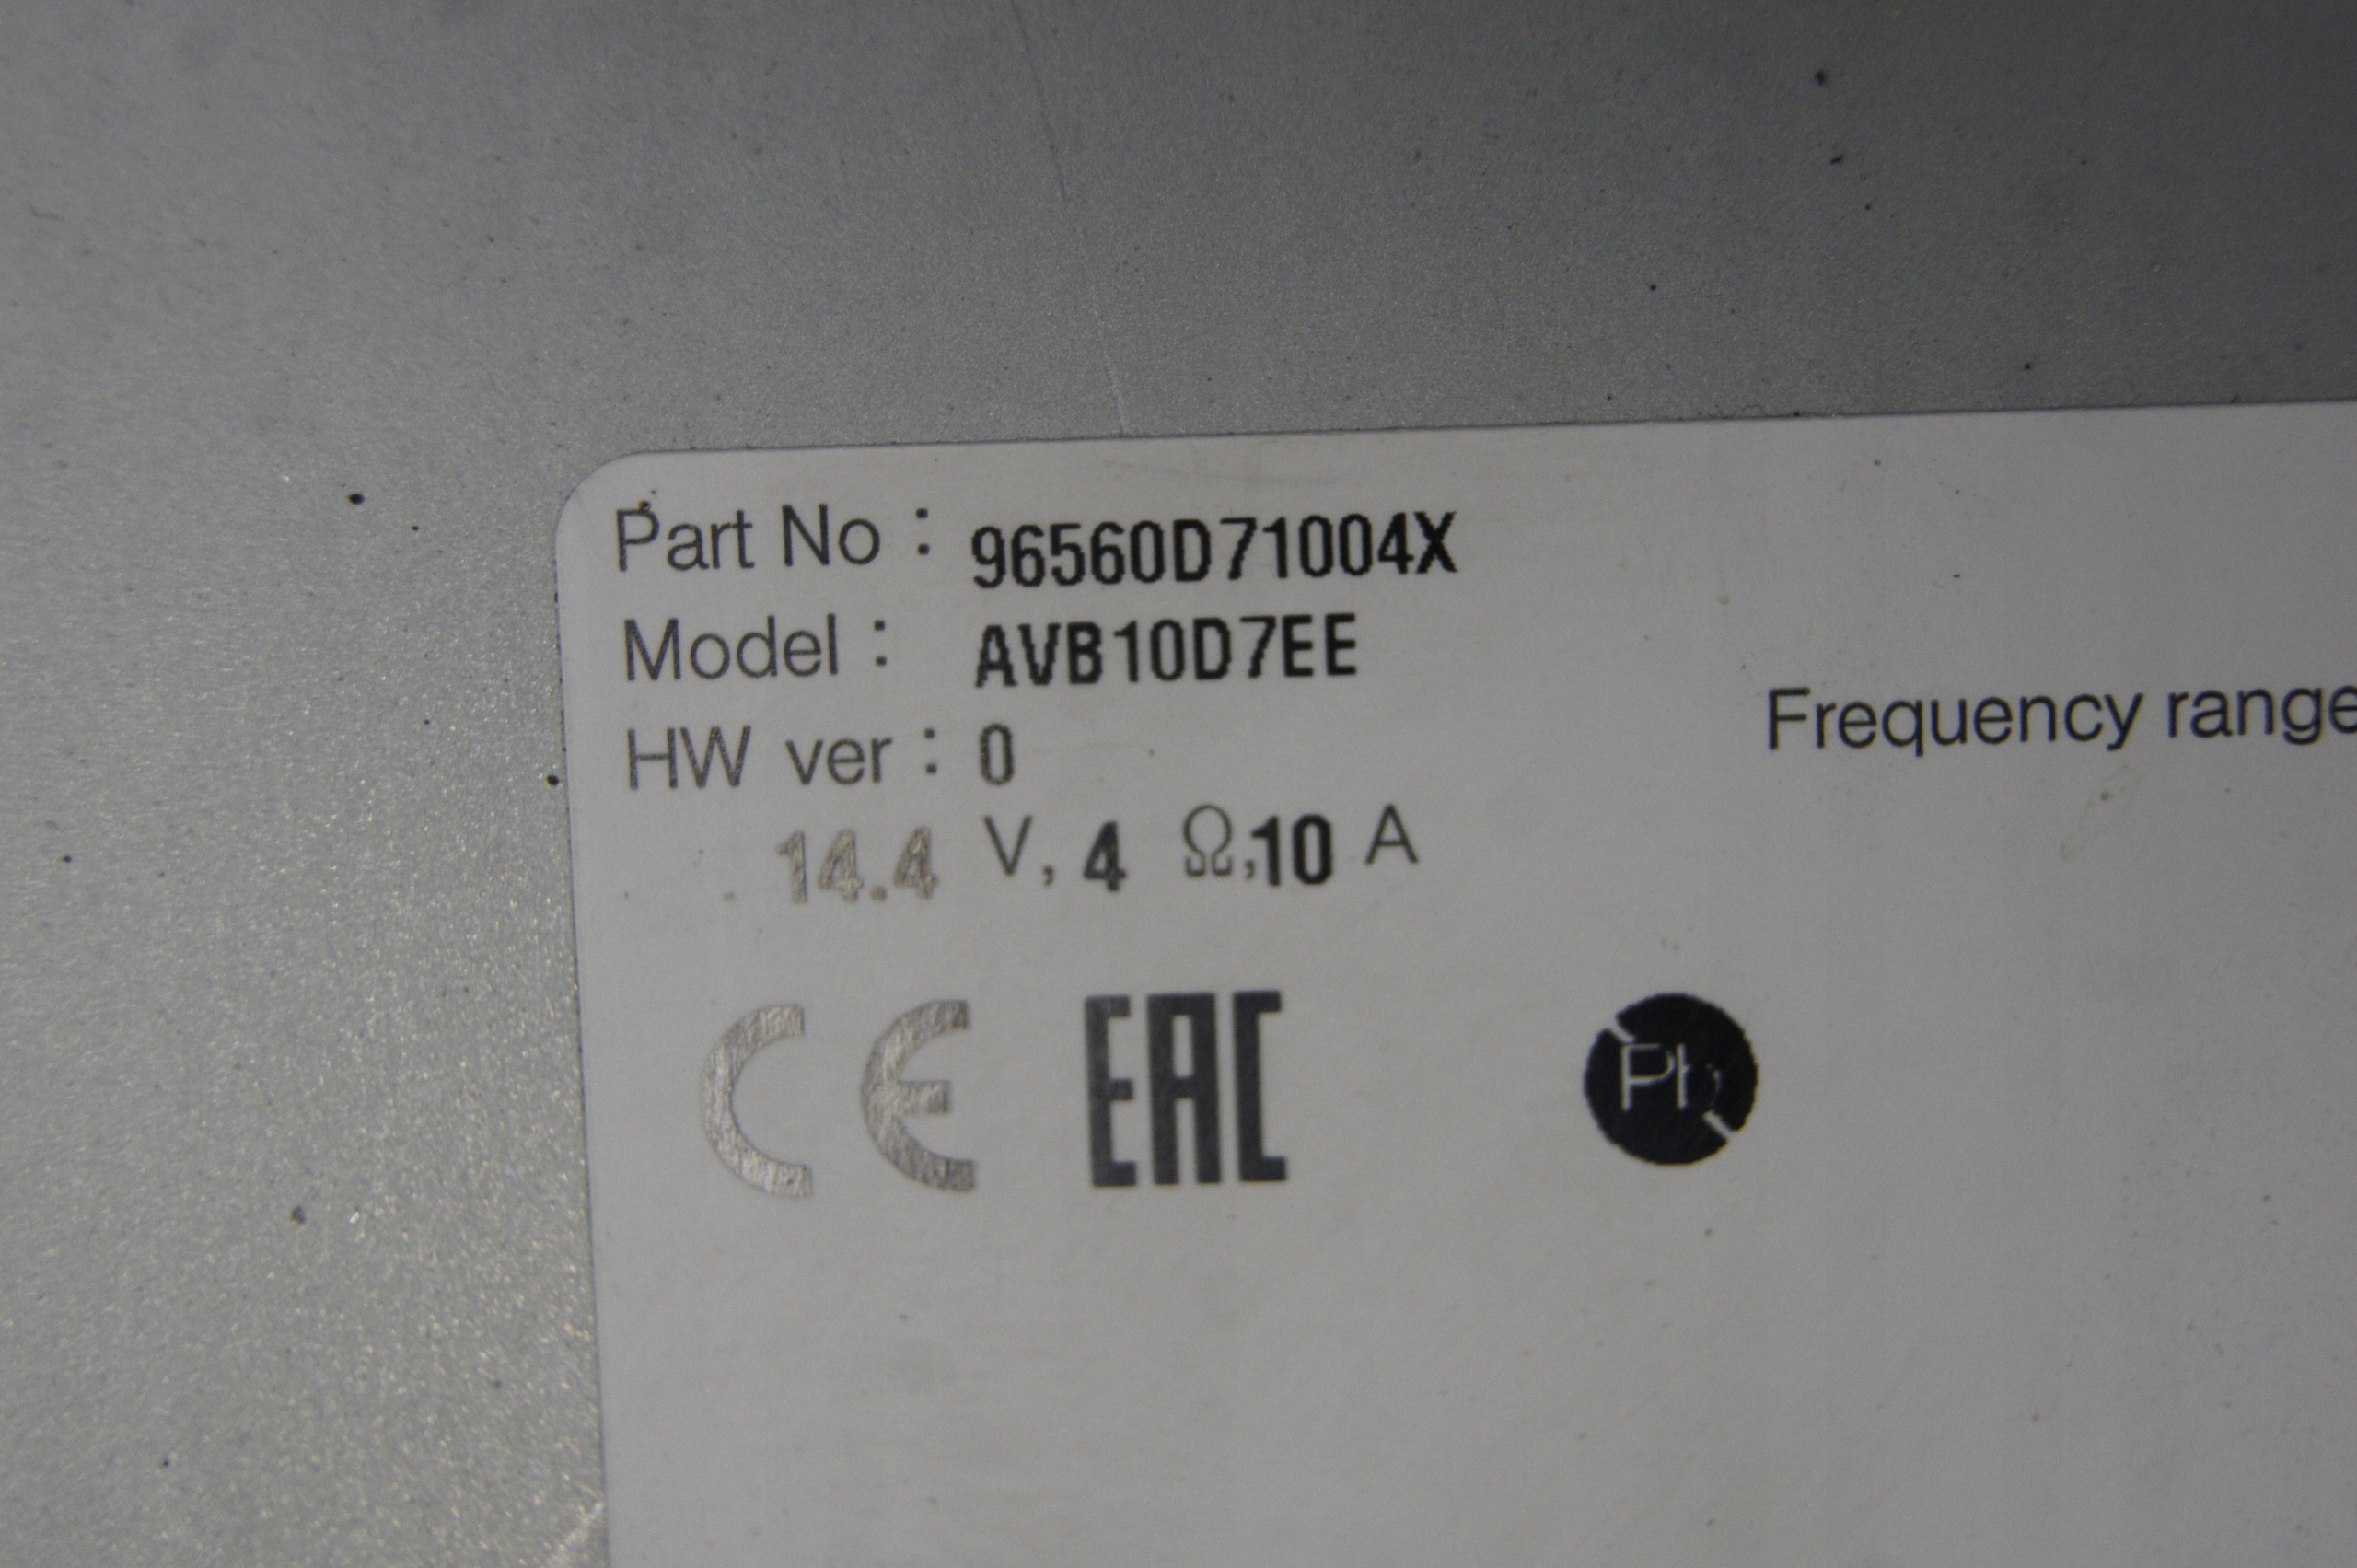 Part No : 96560D71004X
Model : AVB10D7EE
HW ver : 0
Frequency range
14.4 V, 4 Ω,10 A
CE EAC Pb